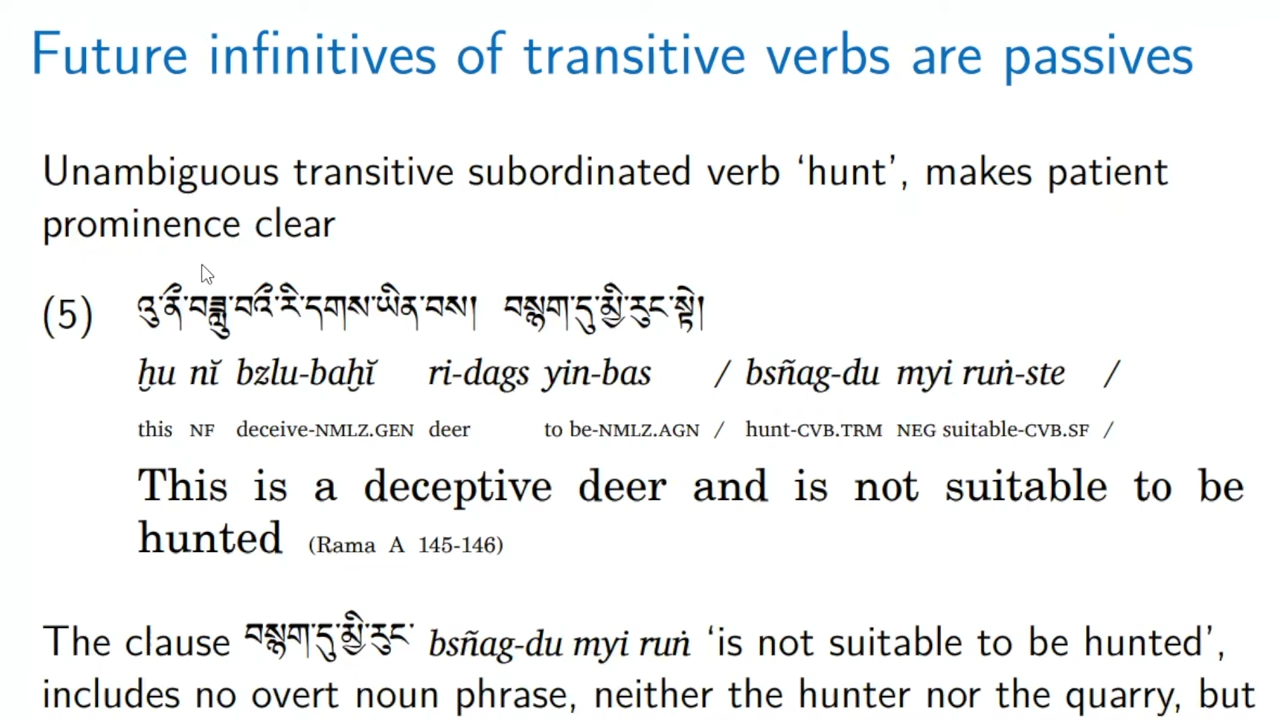 Future infinitives of transitive verbs are passives
Unambiguous transitive subordinated verb ‘hunt’, makes patient
prominence clear
(5) འུ་ནྀ་བཟླུ་བའྀ་རི་དགས་ཡིན་བས། བསྙག་དུ་མྱི་རུང་སྟེ།
ḫu nĭ bzlu-baḫĭ ri-dags yin-bas / bsñag-du myi ruṅ-ste /
this NF deceive-NMLZ.GEN deer to be-NMLZ.AGN / hunt-CVB.TRM NEG suitable-CVB.SF /
This is a deceptive deer and is not suitable to be
hunted (Rama A 145-146)
The clause བསྙག་དུ་མྱི་རུང་ bsñag-du myi ruṅ ‘is not suitable to be hunted’,
includes no overt noun phrase, neither the hunter nor the quarry, but